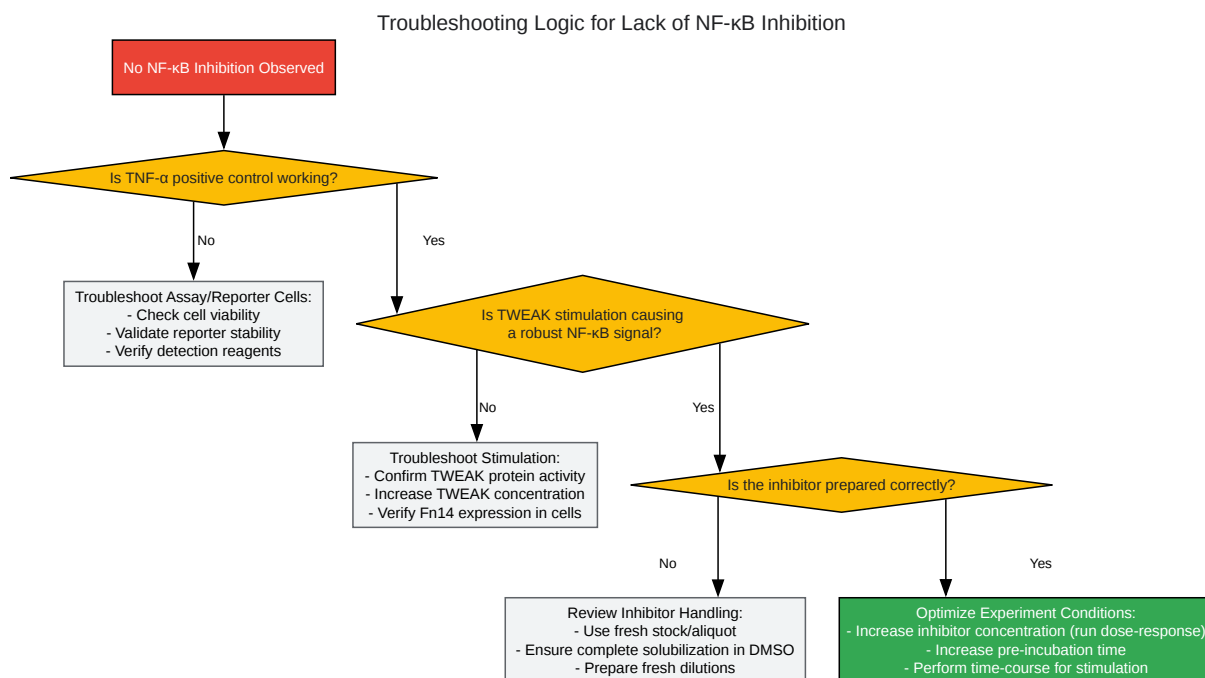 Troubleshooting Logic for Lack of NF-κB Inhibition
No NF-κB Inhibition Observed
Is TNF-α positive control working?
No
Yes
Troubleshoot Assay/Reporter Cells:
- Check cell viability
- Validate reporter stability
- Verify detection reagents
Is TWEAK stimulation causing
a robust NF-κB signal?
No
Yes
Troubleshoot Stimulation:
- Confirm TWEAK protein activity
- Increase TWEAK concentration
- Verify Fn14 expression in cells
Is the inhibitor prepared correctly?
No
Yes
Review Inhibitor Handling:
- Use fresh stock/aliquot
- Ensure complete solubilization in DMSO
- Prepare fresh dilutions
Optimize Experiment Conditions:
- Increase inhibitor concentration (run dose-response)
- Increase pre-incubation time
- Perform time-course for stimulation